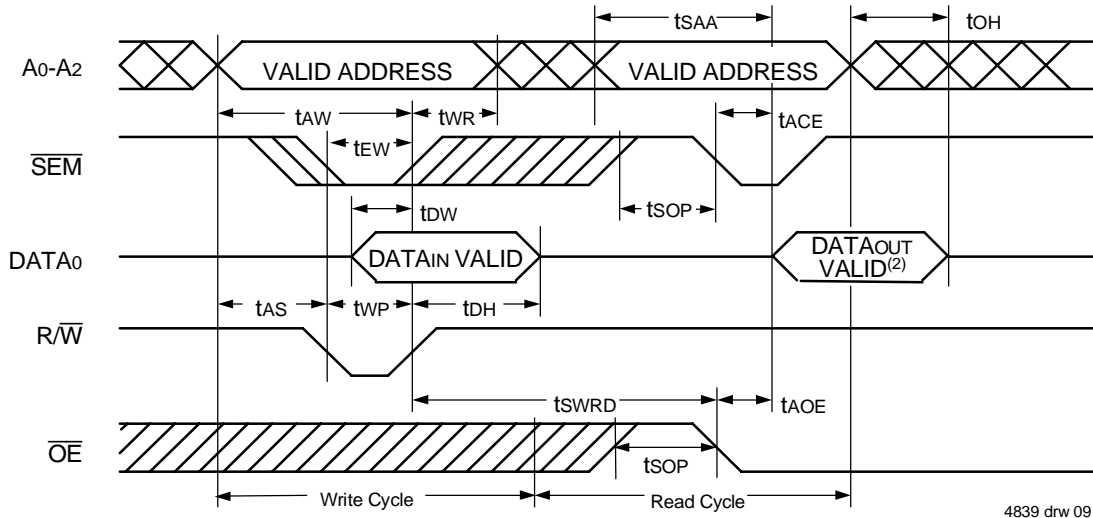 tSAA
tOH
A0-A2
VALID ADDRESS
VALID ADDRESS
tAW
tWR
tACE
tEW
SEM
tSOP
tDW
DATA0
DATAIN VALID
DATAOUT
VALID(2)
tAS
tWP
tDH
R/W
tSWRD
tAOE
OE
tSOP
Write Cycle
Read Cycle
4839 drw 09